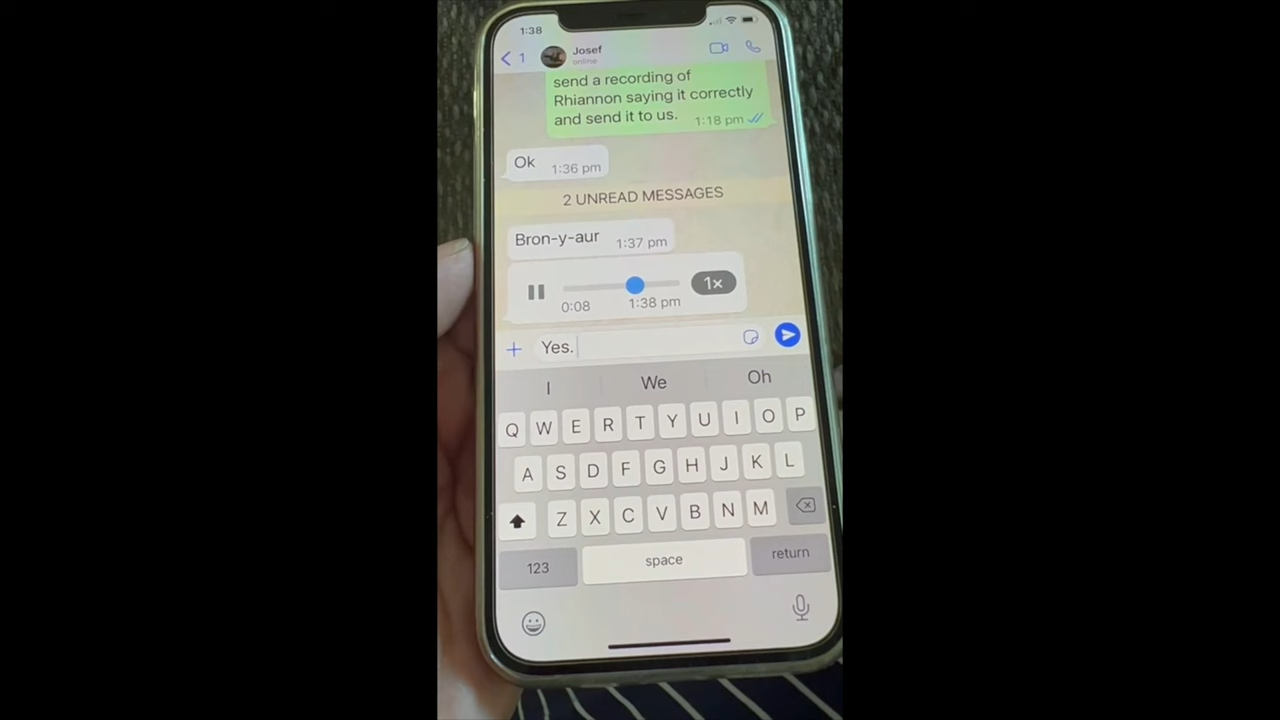 1:38
1
Josef
online
send a recording of
Rhiannon saying it correctly
and send it to us.
1:18 pm
Ok
1:36 pm
2 UNREAD MESSAGES
Bron-y-aur
1:37 pm
1×
0:08
1:38 pm
Yes.
I
We
Oh
Q W E R T Y U I O P
A S D F G H J K L
Z X C V B N M
123
space
return